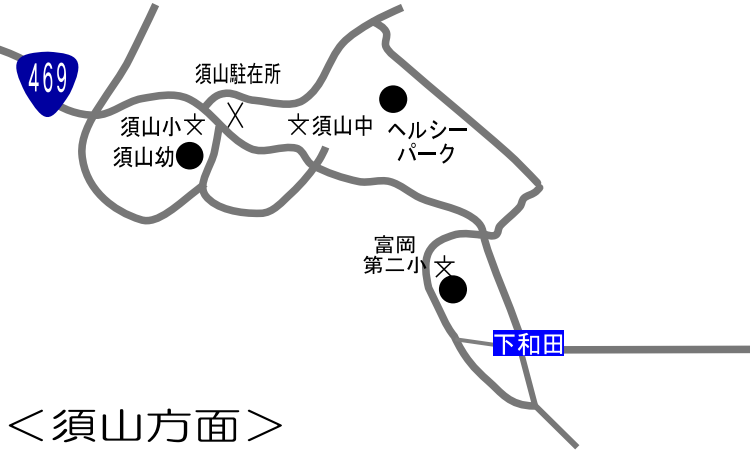 469
須山駐在所
須山小
須山中
須山幼
ヘルシー
パーク
富岡
第二小
下和田
＜須山方面＞